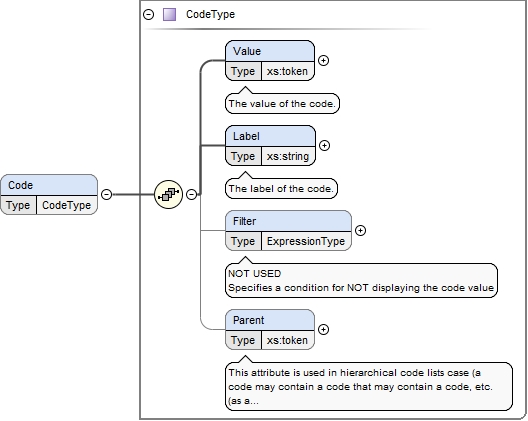 CodeType
Value
Type xs:token
The value of the code.
Label
Type xs:string
The label of the code.
Code
Type CodeType
Filter
Type ExpressionType
NOT USED
Specifies a condition for NOT displaying the code value
Parent
Type xs:token
This attribute is used in hierarchical code lists case (a
code may contain a code that may contain a code, etc.
(as a...